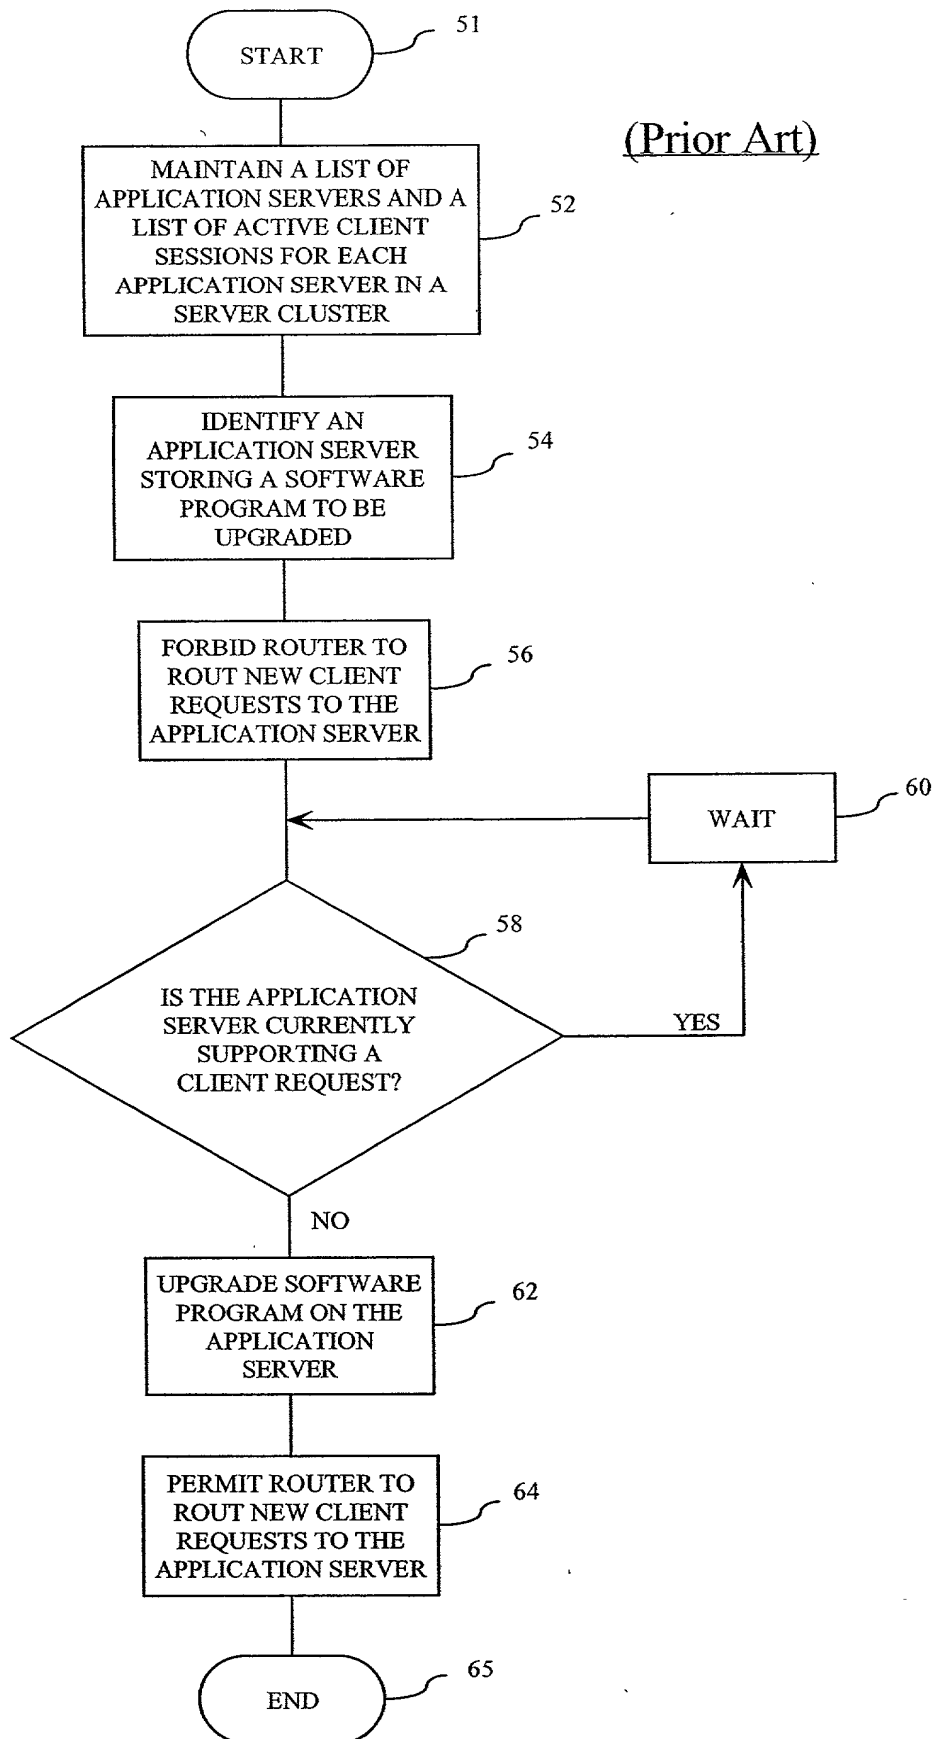 START
51
(Prior Art)
MAINTAIN A LIST OF
APPLICATION SERVERS AND A
LIST OF ACTIVE CLIENT
SESSIONS FOR EACH
APPLICATION SERVER IN A
SERVER CLUSTER
52
IDENTIFY AN
APPLICATION SERVER
STORING A SOFTWARE
PROGRAM TO BE
UPGRADED
54
FORBID ROUTER TO
ROUT NEW CLIENT
REQUESTS TO THE
APPLICATION SERVER
56
WAIT
60
58
IS THE APPLICATION
SERVER CURRENTLY
SUPPORTING A
CLIENT REQUEST?
YES
NO
UPGRADE SOFTWARE
PROGRAM ON THE
APPLICATION
SERVER
62
PERMIT ROUTER TO
ROUT NEW CLIENT
REQUESTS TO THE
APPLICATION SERVER
64
END
65